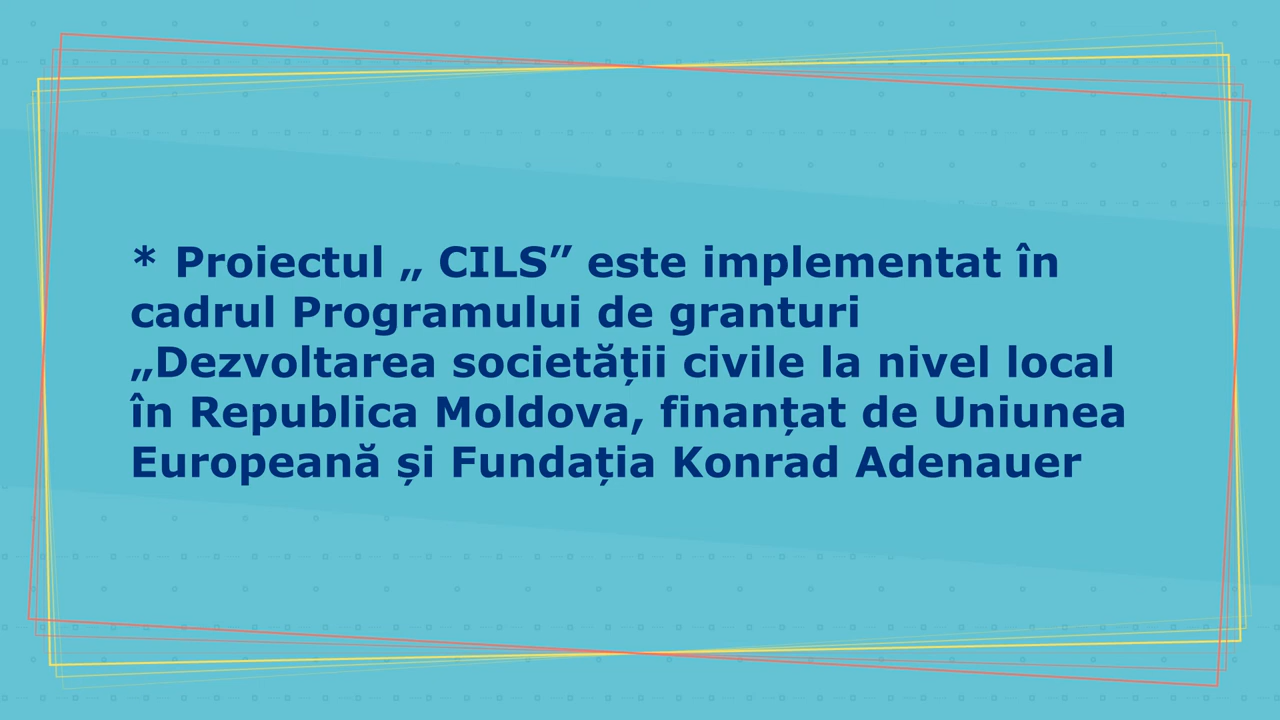 * Proiectul „ CILS” este implementat în
cadrul Programului de granturi
„Dezvoltarea societății civile la nivel local
în Republica Moldova, finanțat de Uniunea
Europeană și Fundația Konrad Adenauer